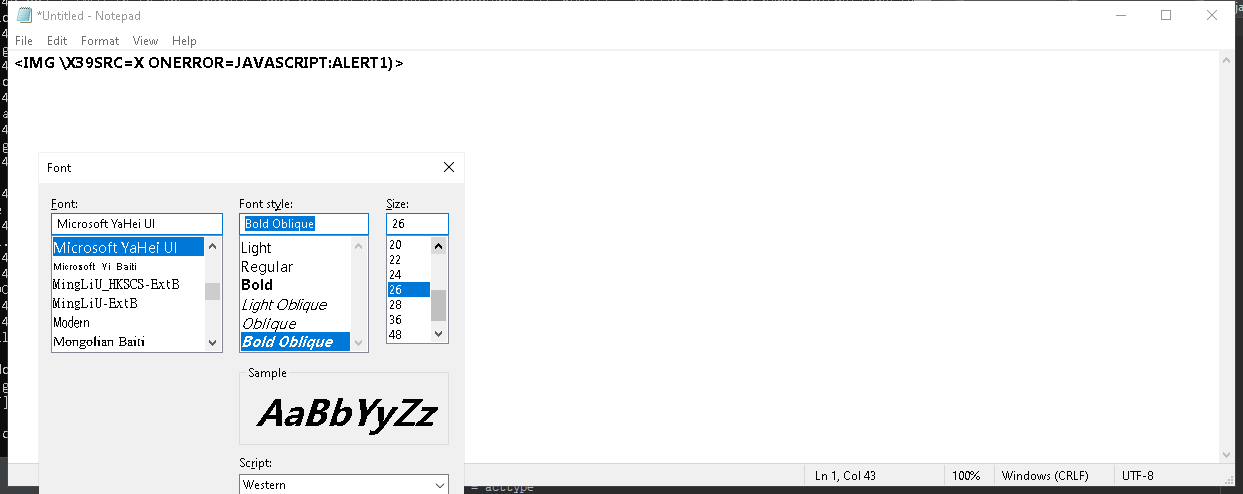 *Untitled - Notepad
File Edit Format View Help
<IMG \X39SRC=X ONERROR=JAVASCRIPT:ALERT1)>
Font
Font: Font style: Size:
Microsoft YaHei UI Bold Oblique 26
Microsoft YaHei UI Light 20
Microsoft Yi Baiti Regular 22
MingLiU_HKSCS-ExtB Bold 24
MingLiU-ExtB Light Oblique 26
Modern Oblique 28
Mongolian Baiti Bold Oblique 36
48
Sample
AaBbYyZz
Script:
Western
Ln 1, Col 43 100% Windows (CRLF) UTF-8
= acctype